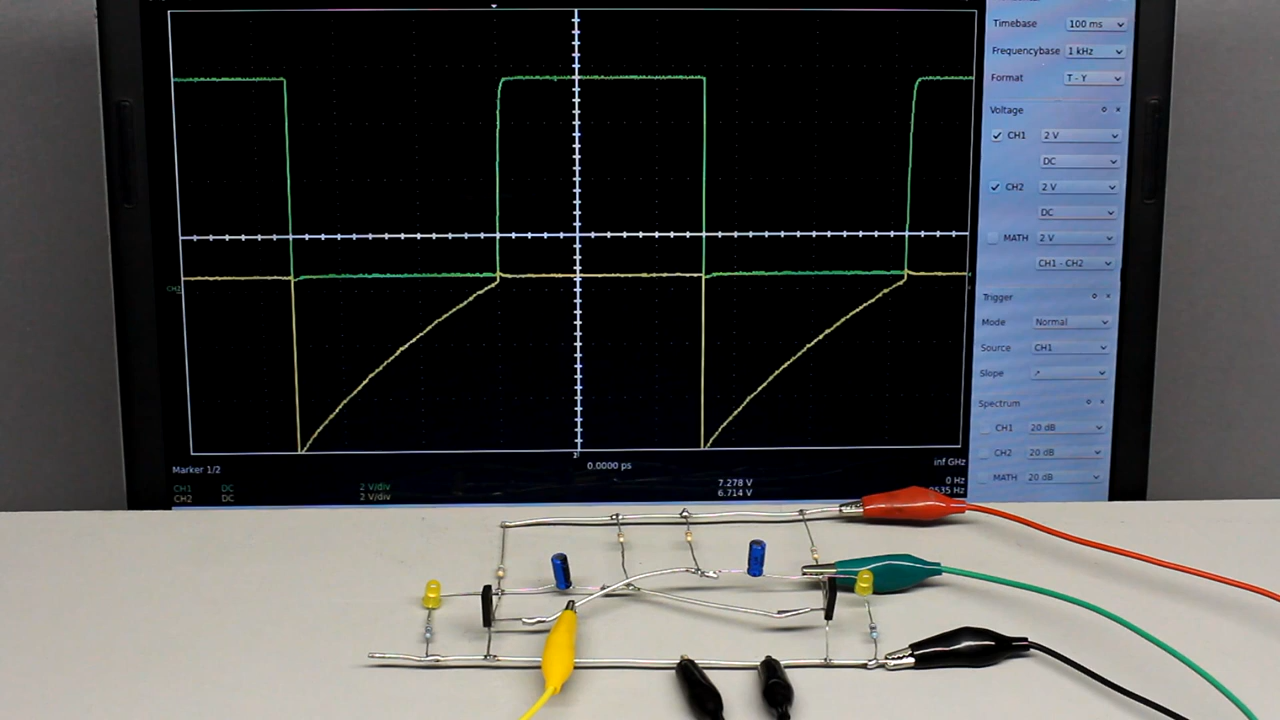 Timebase 100 ms
Frequencybase 1 kHz
Format T - Y
Voltage
CH1 2 V
DC
CH2 2 V
DC
MATH 2 V
CH1 - CH2
Trigger
Mode Normal
Source CH1
Slope
Spectrum
CH1 20 dB
CH2 20 dB
MATH 20 dB
CH2
Marker 1/2 0.0000 ps inf GHz
CH1 DC 2 V/div 7.278 V 0 Hz
CH2 DC 2 V/div 6.714 V